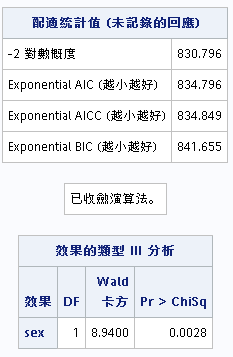 配適統計值 (未記錄的回應)
-2 對數概度 830.796
Exponential AIC (越小越好) 834.796
Exponential AICC (越小越好) 834.849
Exponential BIC (越小越好) 841.655
已收斂演算法。
效果的類型 III 分析
Wald
效果 DF 卡方 Pr > ChiSq
sex 1 8.9400 0.0028